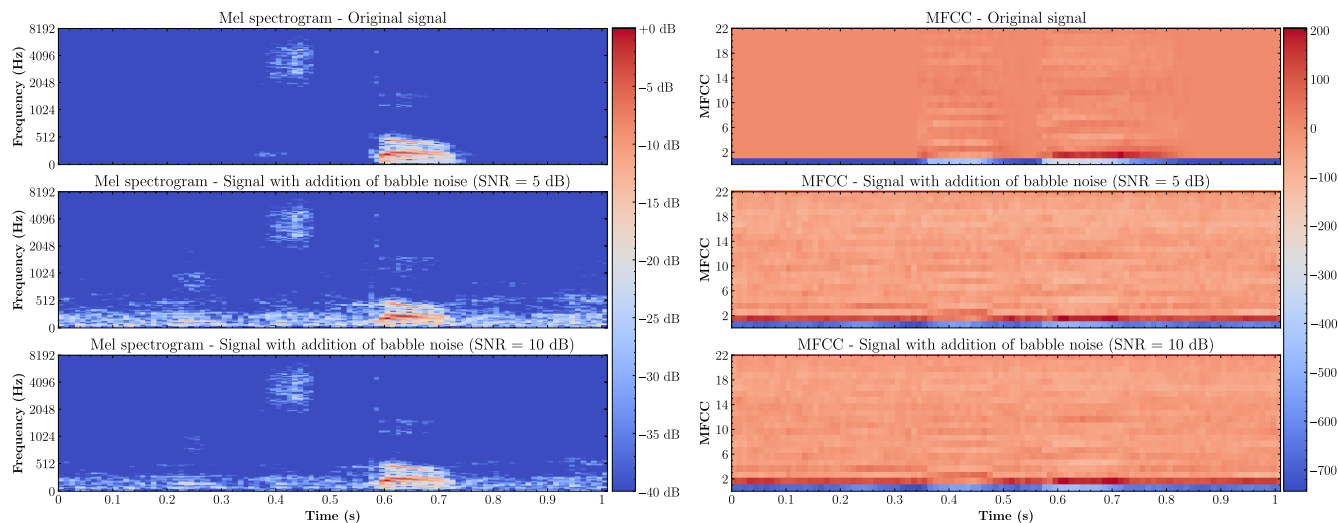 Mel spectrogram - Original signal
8192
4096
2048
1024
512
0
Frequency (Hz)
Mel spectrogram - Signal with addition of babble noise (SNR = 5 dB)
8192
4096
2048
1024
512
0
Frequency (Hz)
Mel spectrogram - Signal with addition of babble noise (SNR = 10 dB)
8192
4096
2048
1024
512
0
Frequency (Hz)
0 0.1 0.2 0.3 0.4 0.5 0.6 0.7 0.8 0.9 1
Time (s)
+0 dB
−5 dB
−10 dB
−15 dB
−20 dB
−25 dB
−30 dB
−35 dB
−40 dB
MFCC - Original signal
22
18
14
10
6
2
MFCC
MFCC - Signal with addition of babble noise (SNR = 5 dB)
22
18
14
10
6
2
MFCC
MFCC - Signal with addition of babble noise (SNR = 10 dB)
22
18
14
10
6
2
MFCC
0 0.1 0.2 0.3 0.4 0.5 0.6 0.7 0.8 0.9 1
Time (s)
200
100
0
−100
−200
−300
−400
−500
−600
−700